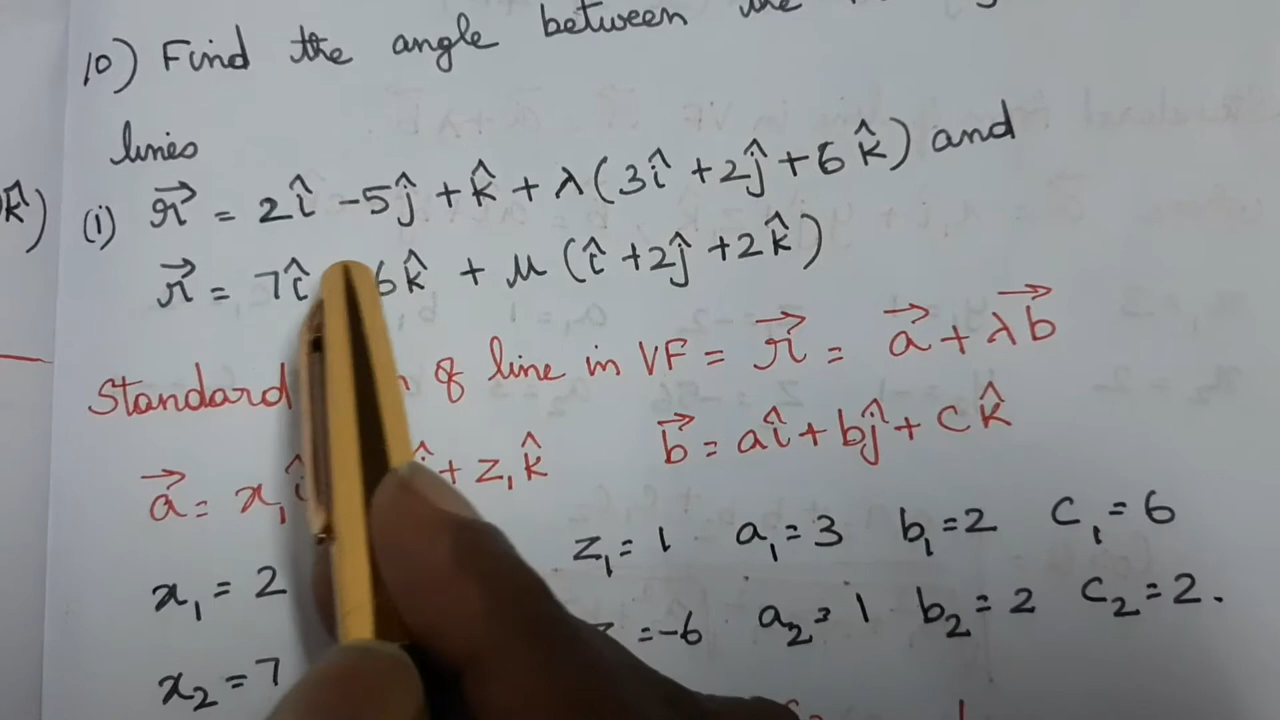 10) Find the angle between the
lines
k̂) (i) r⃗ = 2î -5ĵ + k̂ + λ(3î +2ĵ +6k̂) and
r⃗ = 7î 6k̂ + μ (î +2ĵ +2k̂)
Standard of line in VF = r⃗ = a⃗ + λb⃗
a⃗ = x₁î + z₁k̂ b⃗ = aî + bĵ + ck̂
x₁ = 2 z₁ = 1 a₁ = 3 b₁ = 2 c₁ = 6
x₂ = 7 = -6 a₂ = 1 b₂ = 2 c₂ = 2.